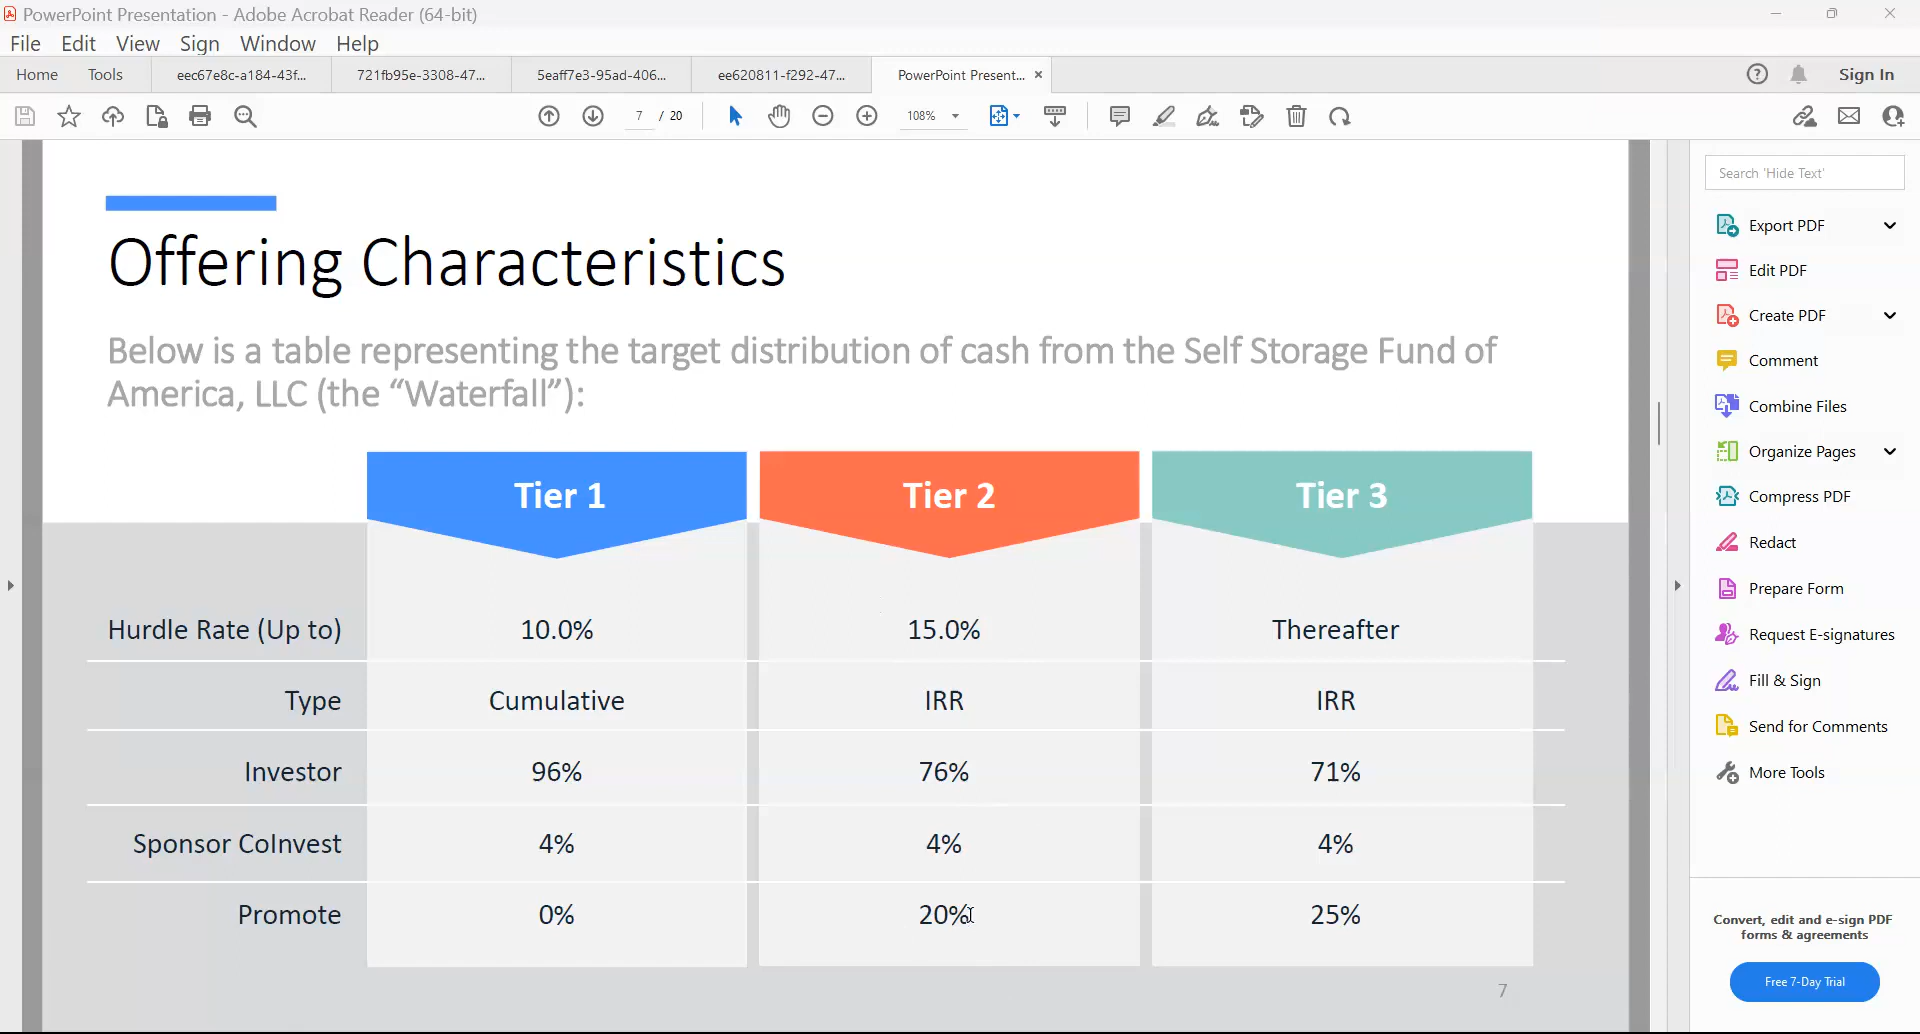 PowerPoint Presentation - Adobe Acrobat Reader (64-bit)
File Edit View Sign Window Help
Home Tools eec67e8c-a184-43f... 721fb95e-3308-47... 5eaff7e3-95ad-406... ee620811-f292-47... PowerPoint Present... ×
Sign In
7 / 20 108%
Search 'Hide Text'
Export PDF
Edit PDF
Create PDF
Comment
Combine Files
Organize Pages
Compress PDF
Redact
Prepare Form
Request E-signatures
Fill & Sign
Send for Comments
More Tools
Convert, edit and e-sign PDF
forms & agreements
Free 7-Day Trial
Offering Characteristics
Below is a table representing the target distribution of cash from the Self Storage Fund of
America, LLC (the “Waterfall”):
Tier 1 Tier 2 Tier 3
Hurdle Rate (Up to) 10.0% 15.0% Thereafter
Type Cumulative IRR IRR
Investor 96% 76% 71%
Sponsor CoInvest 4% 4% 4%
Promote 0% 20% 25%
7